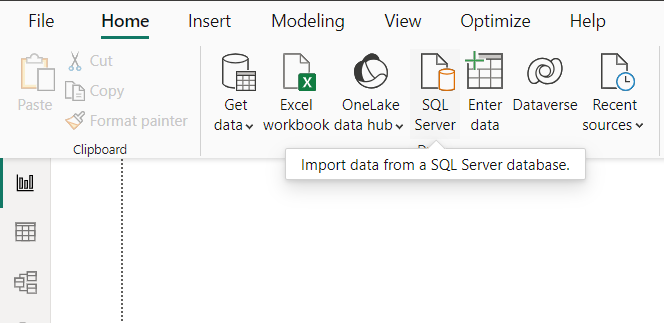 File Home Insert Modeling View Optimize Help
Paste
Cut
Copy
Format painter
Clipboard
Get
data
Excel
workbook
OneLake
data hub
SQL
Server
Enter
data
Dataverse
Recent
sources
Import data from a SQL Server database.